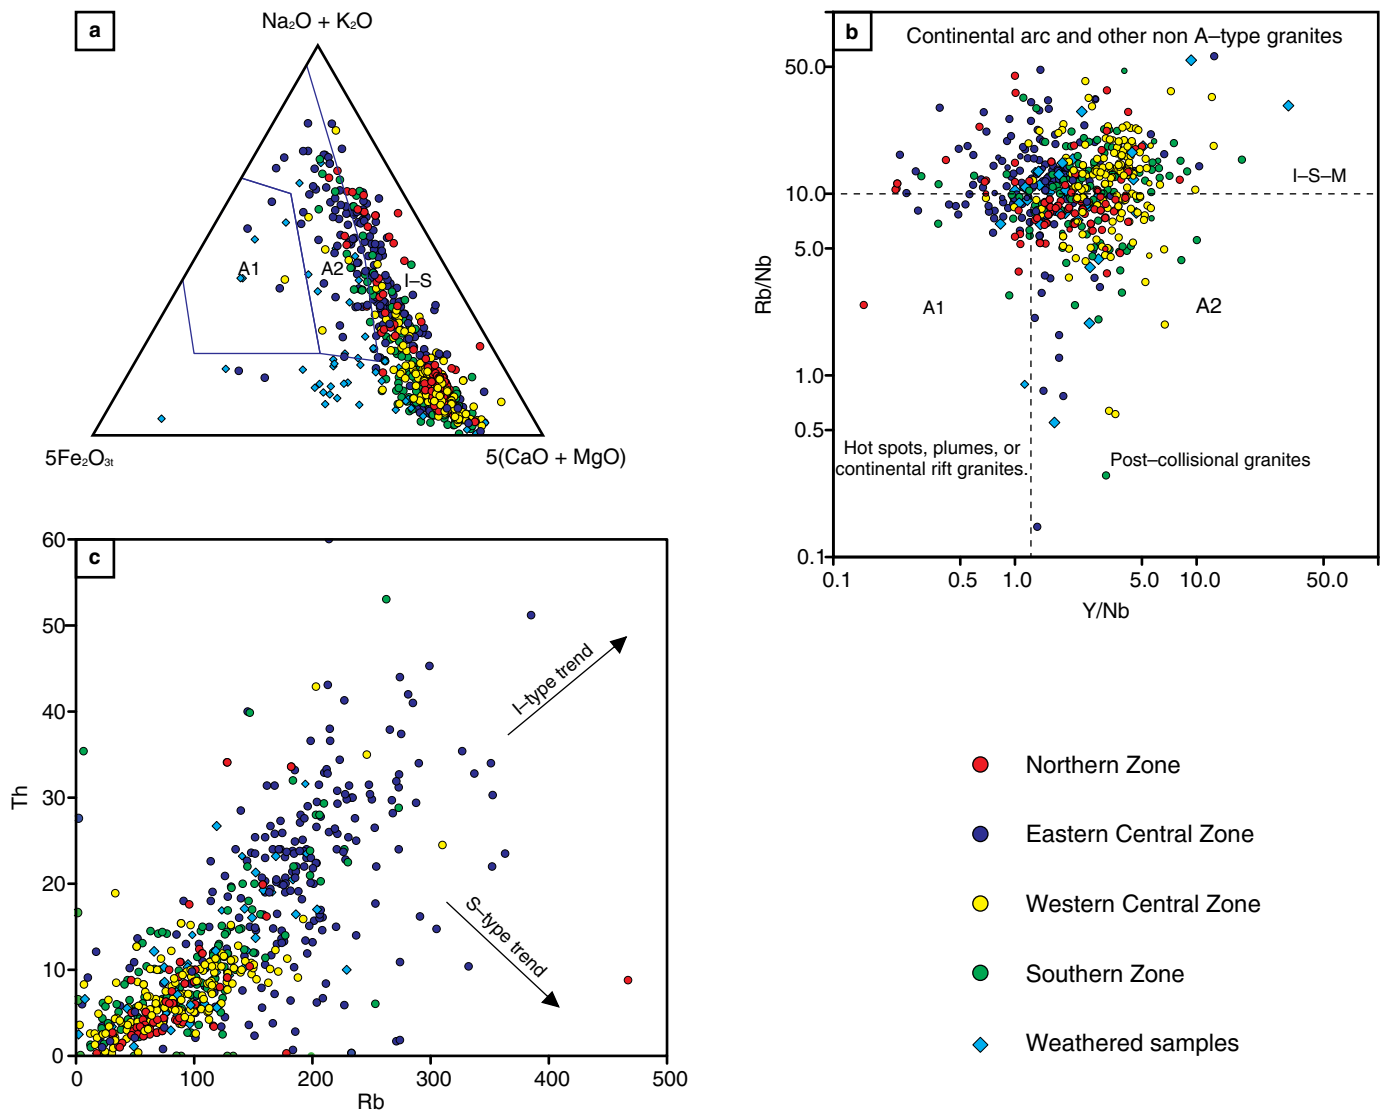 a
Na₂O + K₂O
A1
A2
I–S
5Fe₂O₃ₜ
5(CaO + MgO)
b
Continental arc and other non A–type granites
50.0
10.0
5.0
1.0
0.5
0.1
Rb/Nb
I–S–M
A1
A2
Hot spots, plumes, or
continental rift granites.
Post–collisional granites
0.1
0.5
1.0
5.0
10.0
50.0
Y/Nb
c
60
50
40
30
20
10
0
Th
I–type trend
S–type trend
0
100
200
300
400
500
Rb
Northern Zone
Eastern Central Zone
Western Central Zone
Southern Zone
Weathered samples